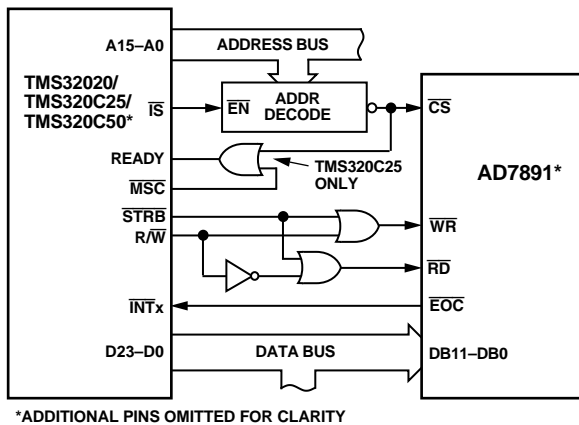 A15–A0
ADDRESS BUS
TMS32020/
TMS320C25/
TMS320C50*
IS
EN
ADDR
DECODE
CS
READY
TMS320C25
ONLY
AD7891*
MSC
STRB
R/W
WR
RD
INTx
EOC
D23–D0
DATA BUS
DB11–DB0
*ADDITIONAL PINS OMITTED FOR CLARITY